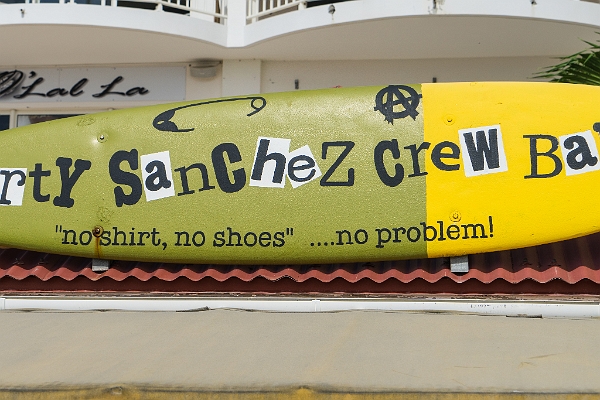 O'Lal La
rtY SanCheZ CreW Ba
"no shirt, no shoes" ....no problem!